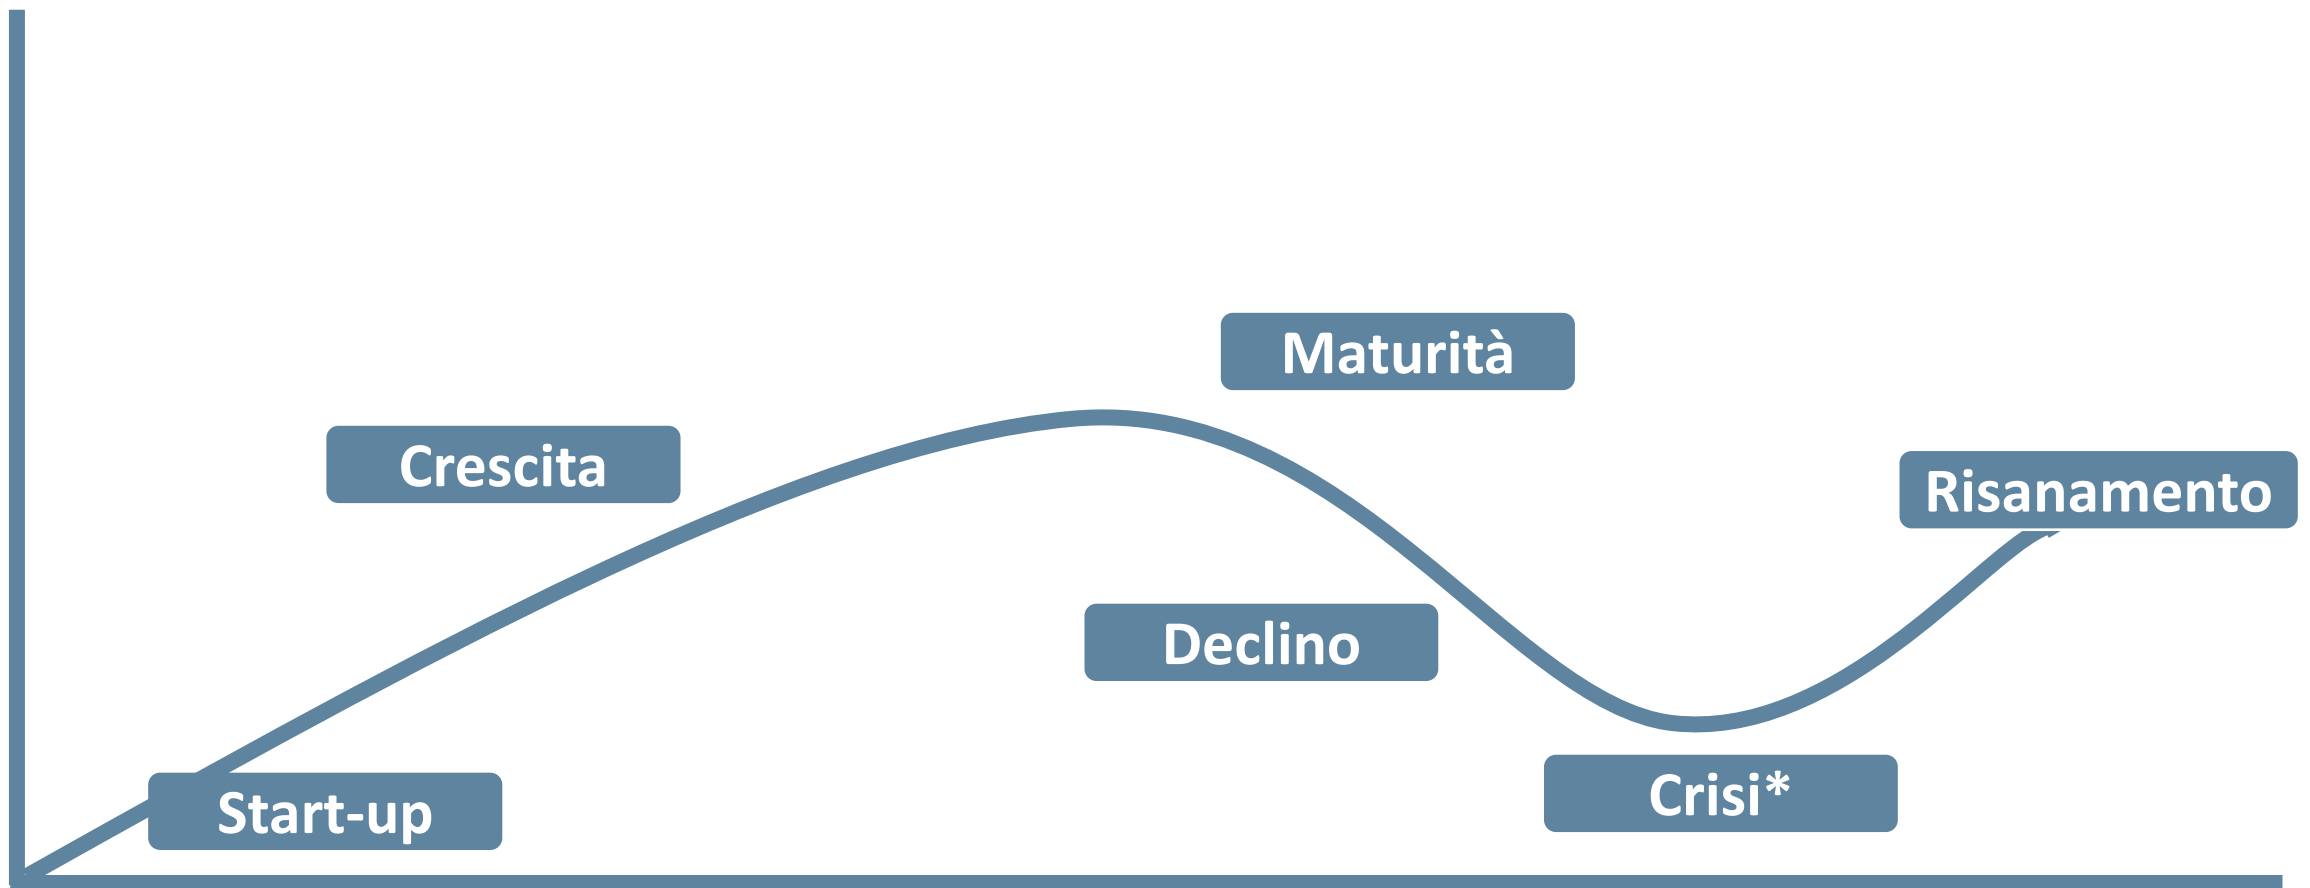 Maturità
Crescita
Risanamento
Declino
Crisi*
Start-up